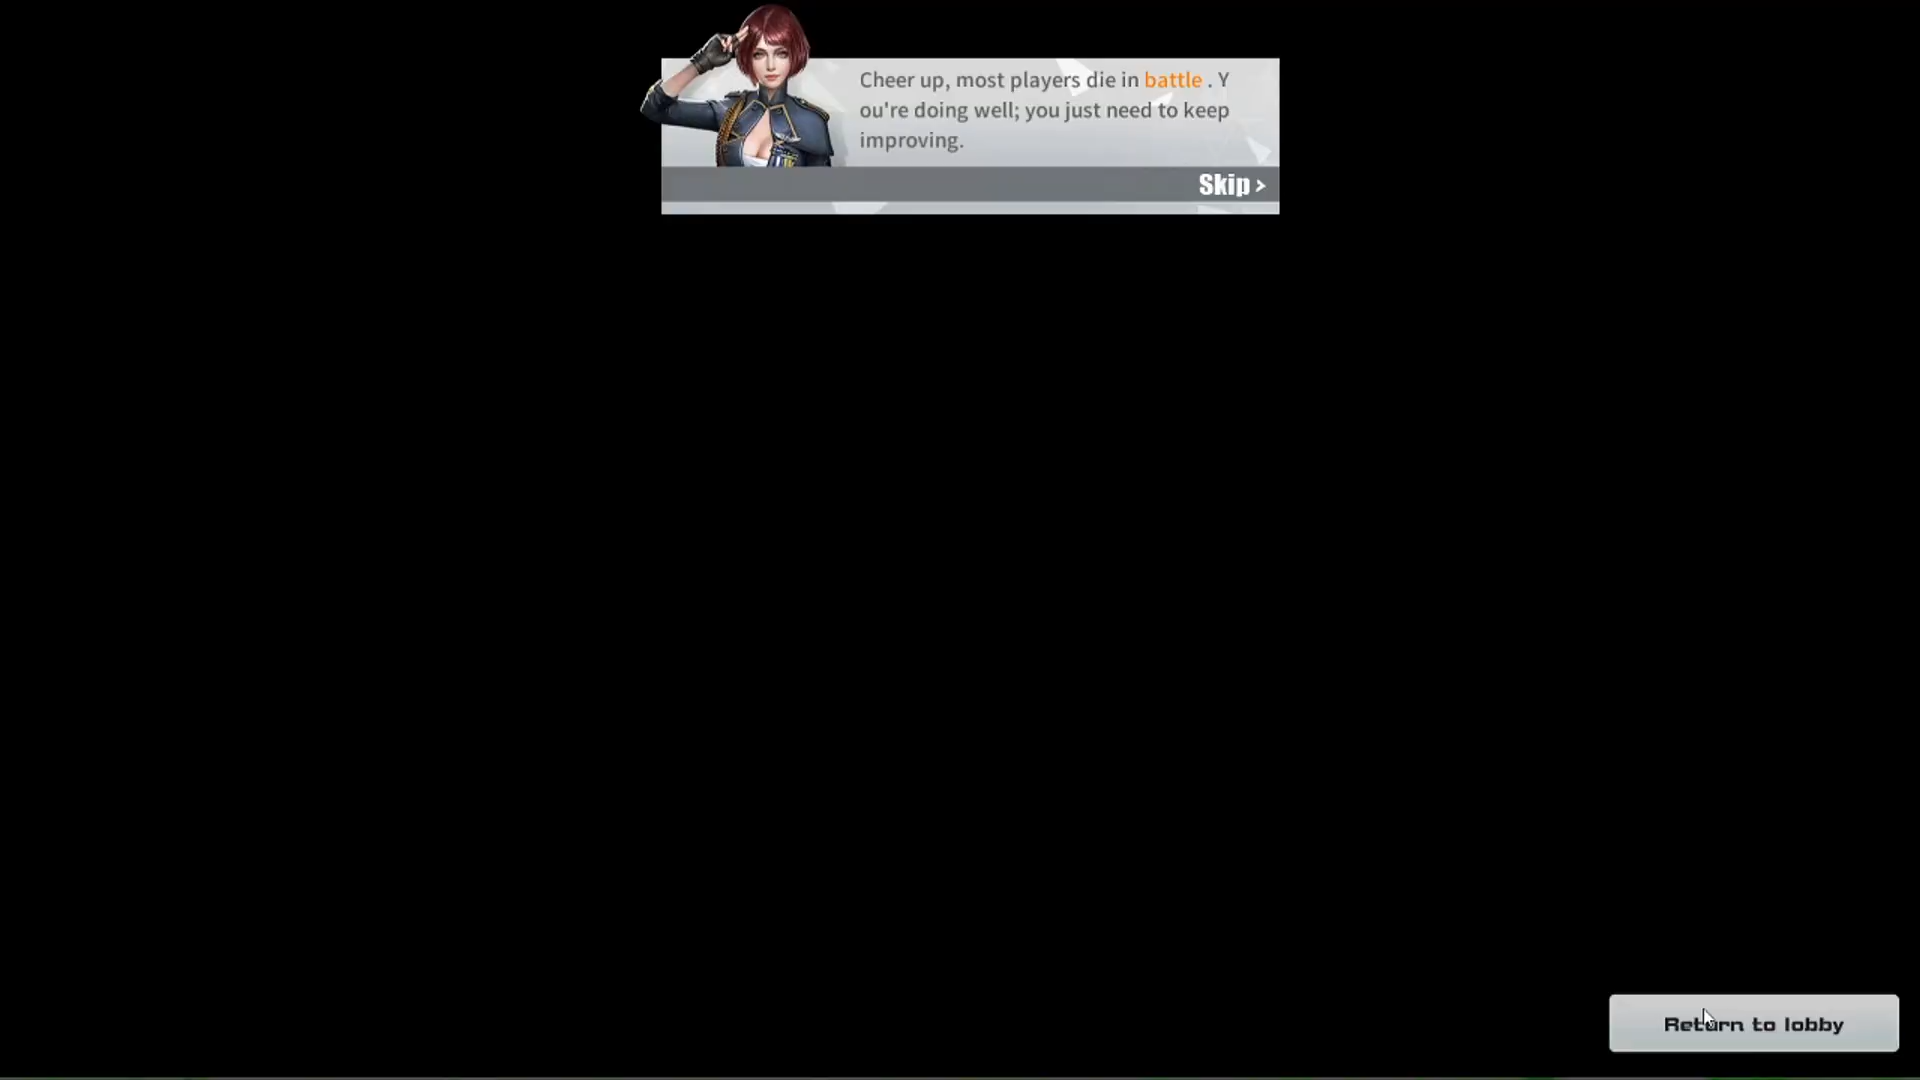 Cheer up, most players die in battle . Y
ou're doing well; you just need to keep
improving.
Skip >
Return to lobby